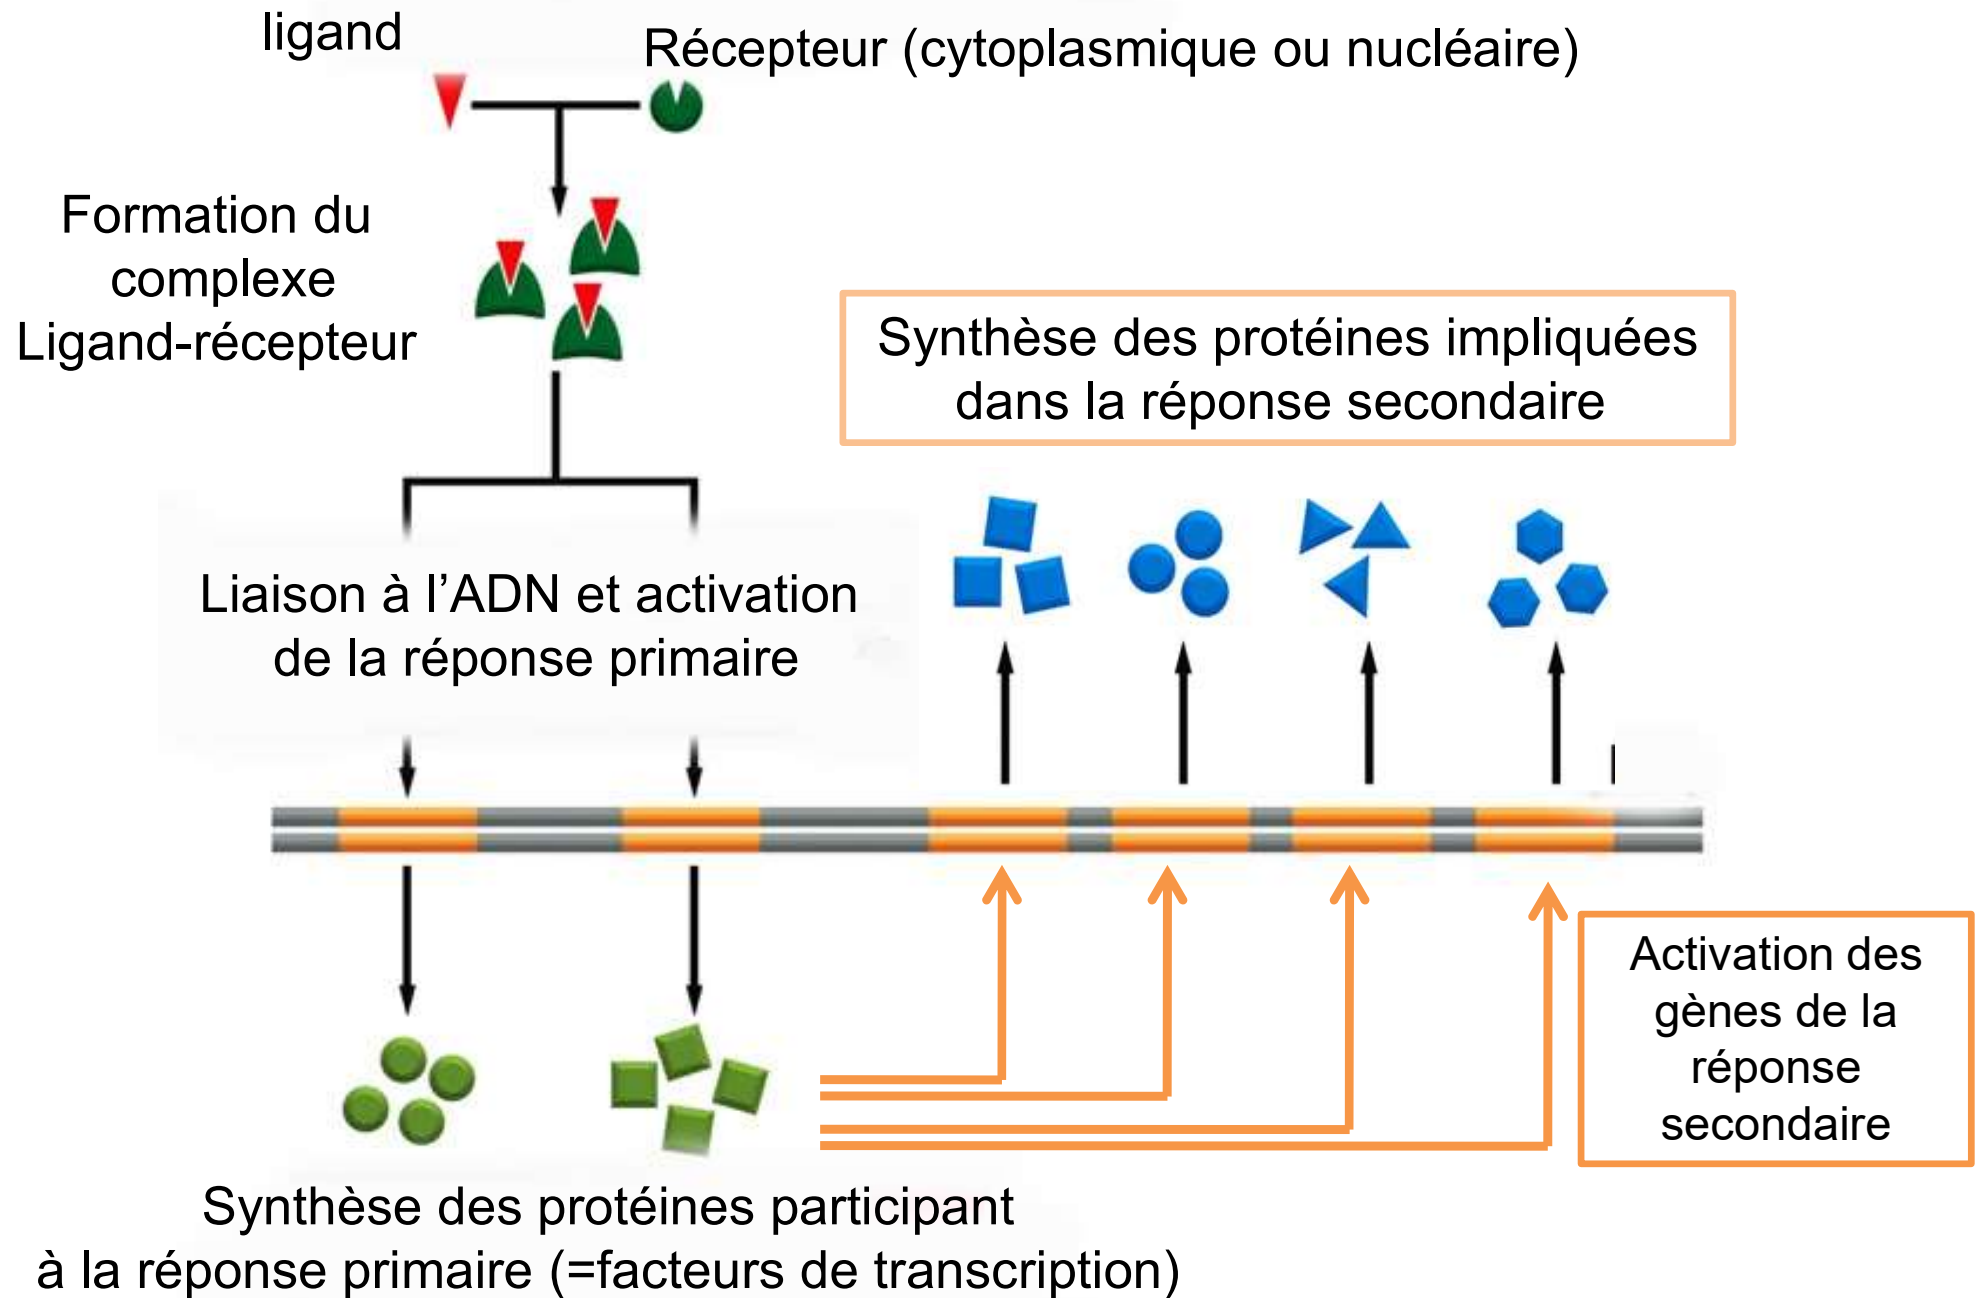 ligand
Récepteur (cytoplasmique ou nucléaire)
Formation du
complexe
Ligand-récepteur
Synthèse des protéines impliquées
dans la réponse secondaire
Liaison à l’ADN et activation
de la réponse primaire
Activation des
gènes de la
réponse
secondaire
Synthèse des protéines participant
à la réponse primaire (=facteurs de transcription)